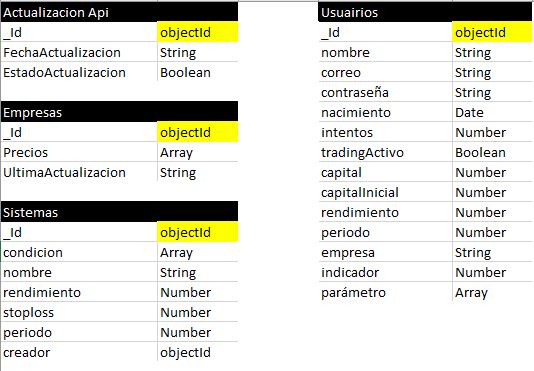 Actualizacion Api
_Id objectId
FechaActualizacion String
EstadoActualizacion Boolean
Empresas
_Id objectId
Precios Array
UltimaActualizacion String
Sistemas
_Id objectId
condicion Array
nombre String
rendimiento Number
stoploss Number
periodo Number
creador objectId
Usuairios
_Id objectId
nombre String
correo String
contraseña String
nacimiento Date
intentos Number
tradingActivo Boolean
capital Number
capitalInicial Number
rendimiento Number
periodo Number
empresa String
indicador Number
parámetro Array